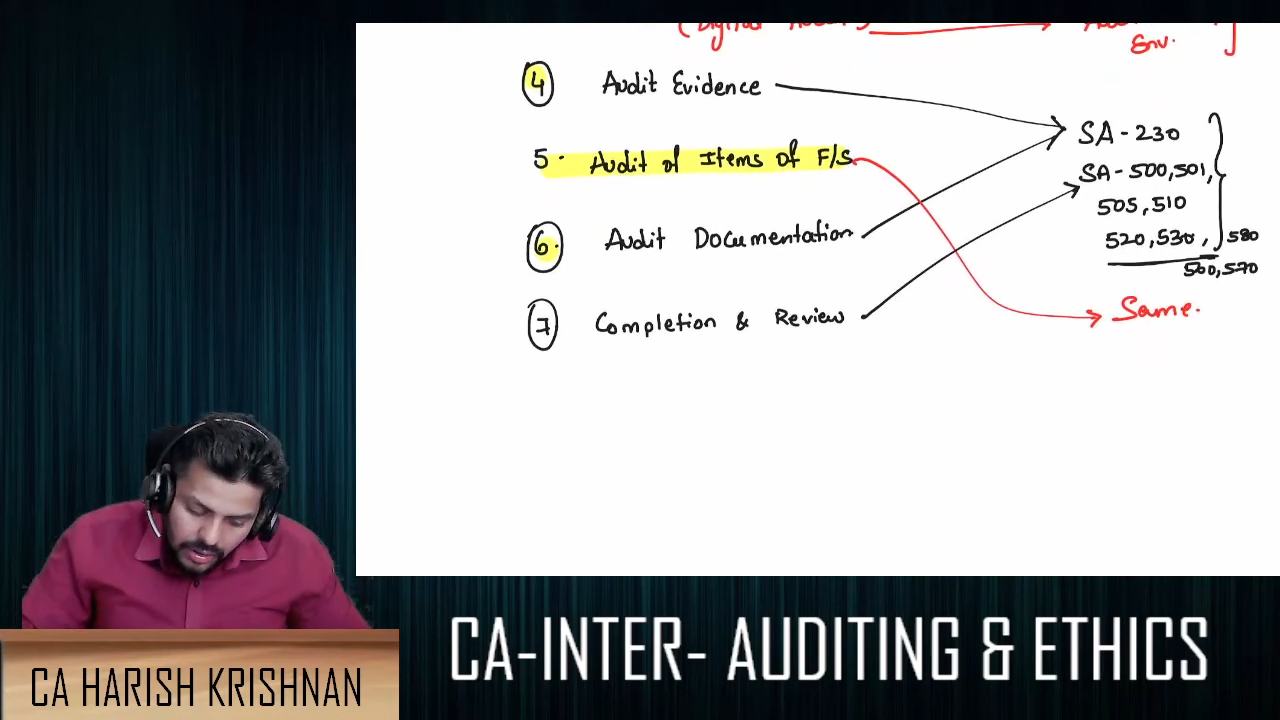 (Digital
Env.
4 Audit Evidence
SA-230
5. Audit of Items of F/S
SA-500,501,
505,510
6. Audit Documentation
520,530, 580
560,570
7 Completion & Review
Same.
CA-INTER- AUDITING & ETHICS
CA HARISH KRISHNAN